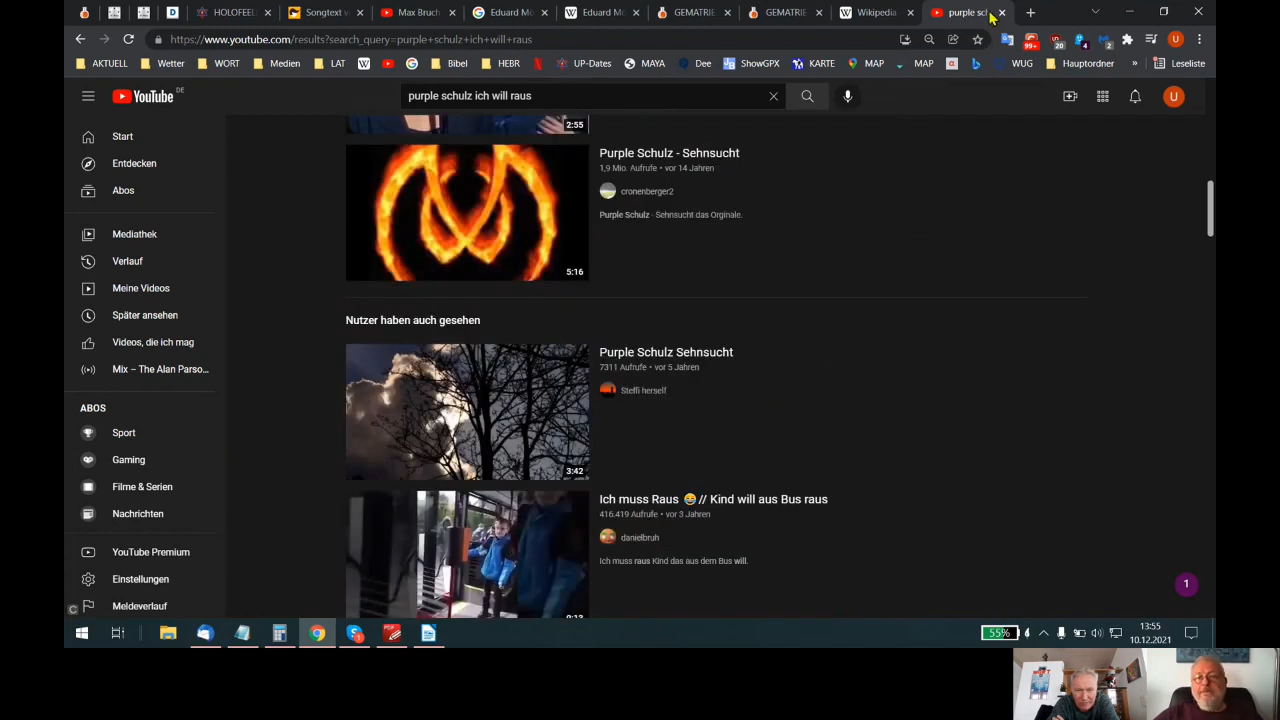 HOLOFEEL
Songtext v
Max Bruch
Eduard Mö
Eduard Mö
GEMATRIE
GEMATRIE
Wikipedia
purple sch
https://www.youtube.com/results?search_query=purple+schulz+ich+will+raus
99+
20
4
2
U
AKTUELL
Wetter
WORT
Medien
LAT
Bibel
HEBR
UP-Dates
MAYA
Dee
ShowGPX
KARTE
MAP
MAP
WUG
Hauptordner
»
Leseliste
YouTube DE
purple schulz ich will raus
U
Start
Entdecken
Abos
Mediathek
Verlauf
Meine Videos
Später ansehen
Videos, die ich mag
Mix – The Alan Parso...
ABOS
Sport
Gaming
Filme & Serien
Nachrichten
YouTube Premium
Einstellungen
Meldeverlauf
2:55
Purple Schulz - Sehnsucht
1,9 Mio. Aufrufe • vor 14 Jahren
cronenberger2
Purple Schulz - Sehnsucht das Orginale.
5:16
Nutzer haben auch gesehen
Purple Schulz Sehnsucht
7311 Aufrufe • vor 5 Jahren
Steffi herself
3:42
Ich muss Raus 😂 // Kind will aus Bus raus
416.419 Aufrufe • vor 3 Jahren
danielbruh
Ich muss raus Kind das aus dem Bus will.
1
55%
13:55
10.12.2021